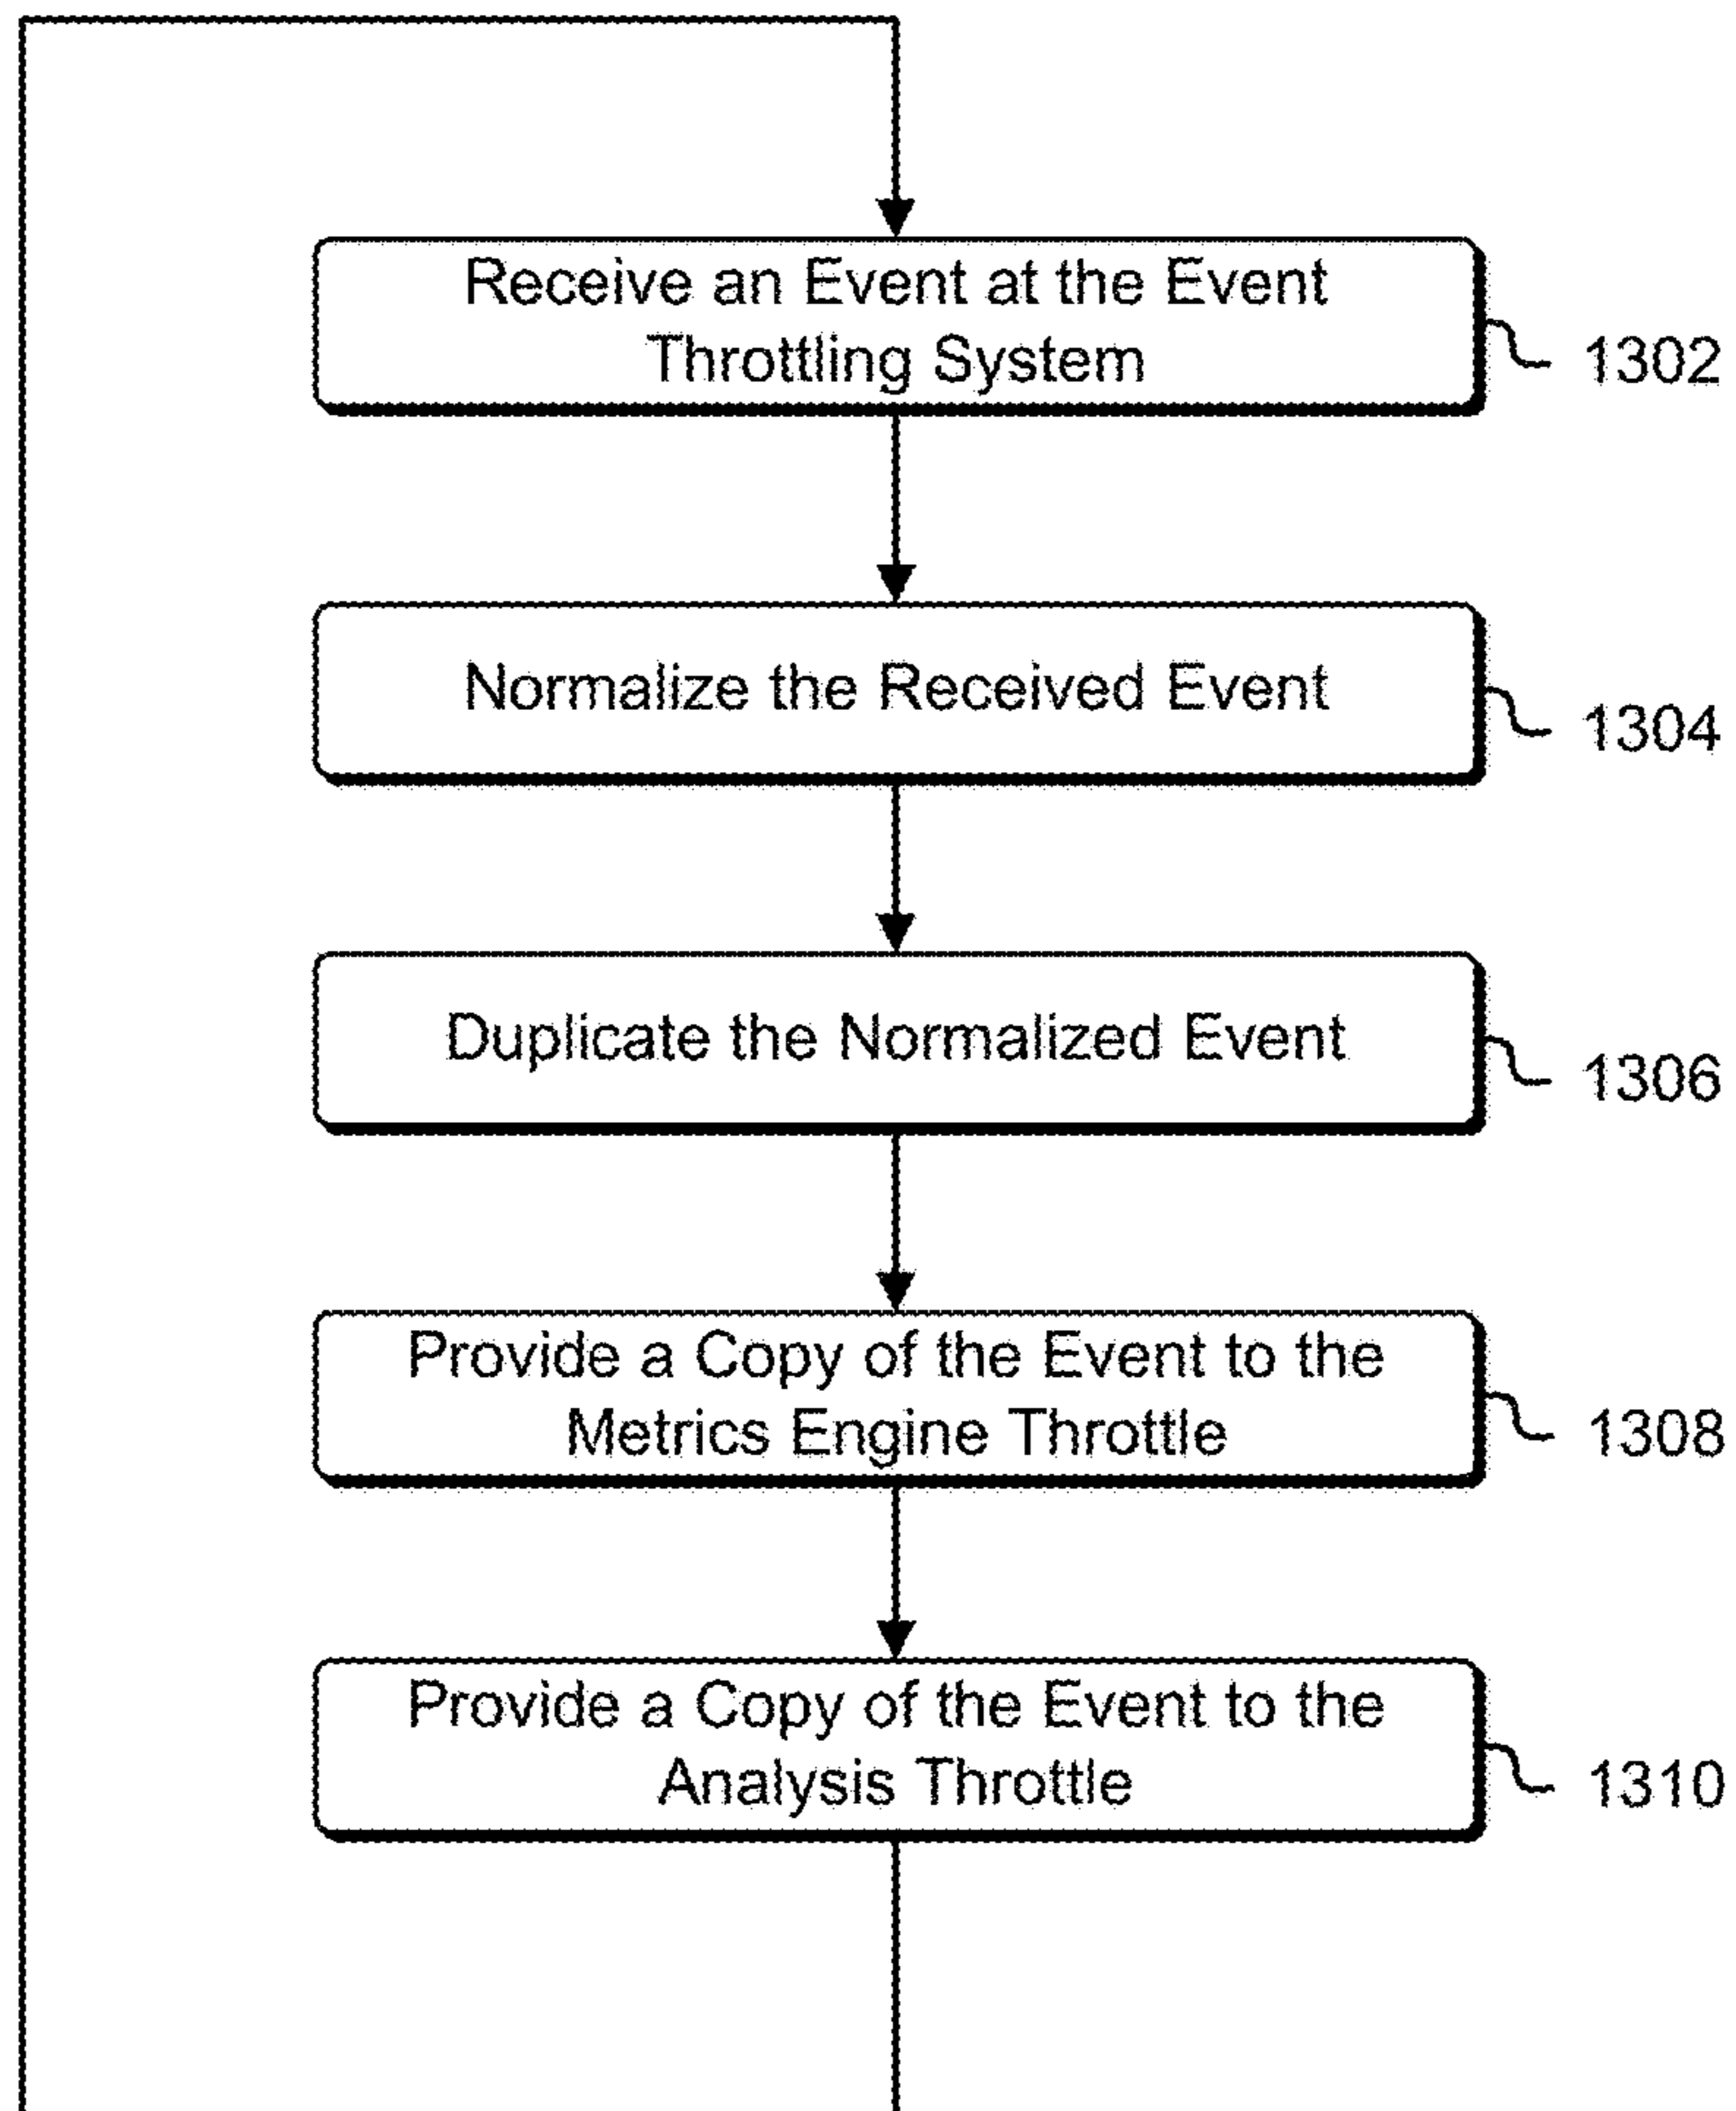 Receive an Event at the Event
Throttling System
1302
Normalize the Received Event
1304
Duplicate the Normalized Event
1306
Provide a Copy of the Event to the
Metrics Engine Throttle
1308
Provide a Copy of the Event to the
Analysis Throttle
1310